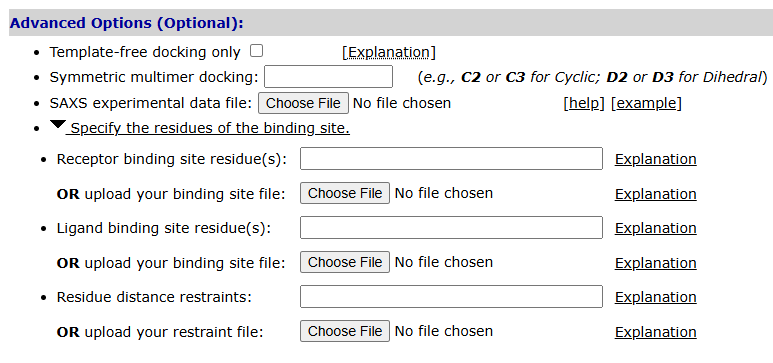 Advanced Options (Optional):
Template-free docking only [Explanation]
Symmetric multimer docking: (e.g., C2 or C3 for Cyclic; D2 or D3 for Dihedral)
SAXS experimental data file: Choose File No file chosen [help] [example]
Specify the residues of the binding site.
Receptor binding site residue(s): Explanation
OR upload your binding site file: Choose File No file chosen Explanation
Ligand binding site residue(s): Explanation
OR upload your binding site file: Choose File No file chosen Explanation
Residue distance restraints: Explanation
OR upload your restraint file: Choose File No file chosen Explanation